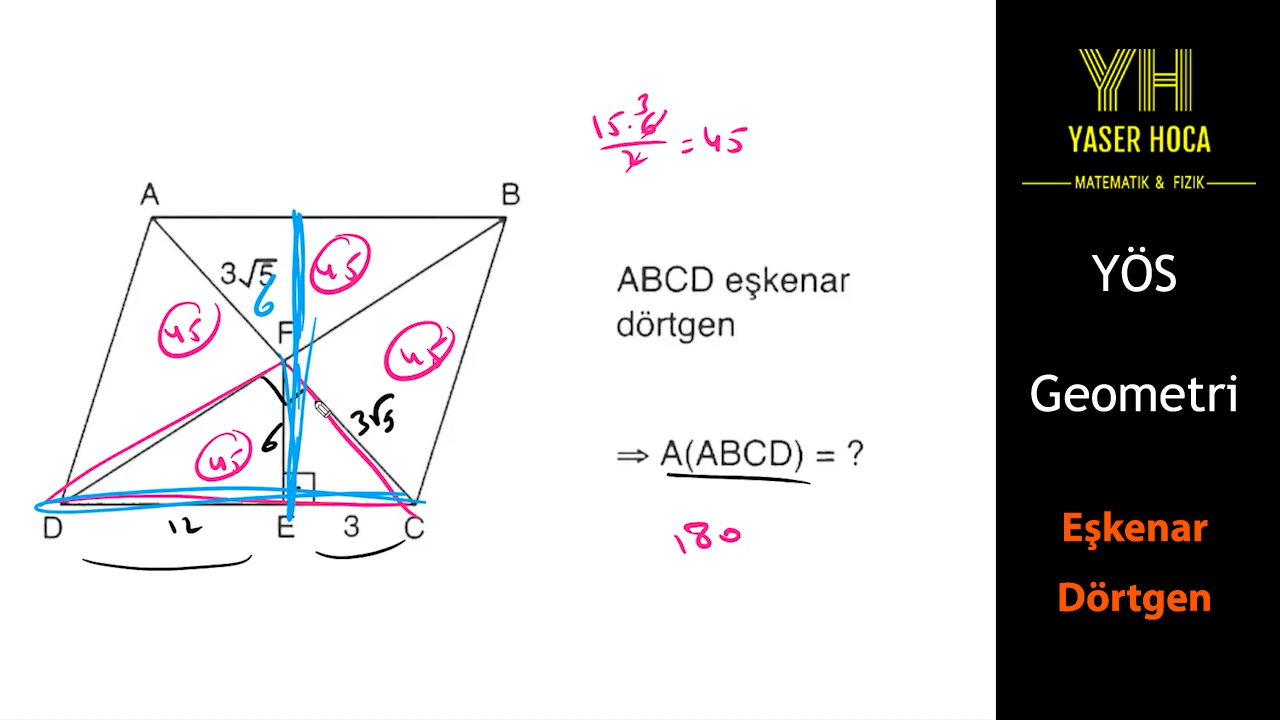 A
B
3√5
6
45
45
45
45
F
6
3√5
D
12
E
3
C
15·6/2 = 45
3
ABCD eşkenar
dörtgen
⇒ A(ABCD) = ?
180
YH
YASER HOCA
MATEMATIK & FIZIK
YÖS
Geometri
Eşkenar
Dörtgen